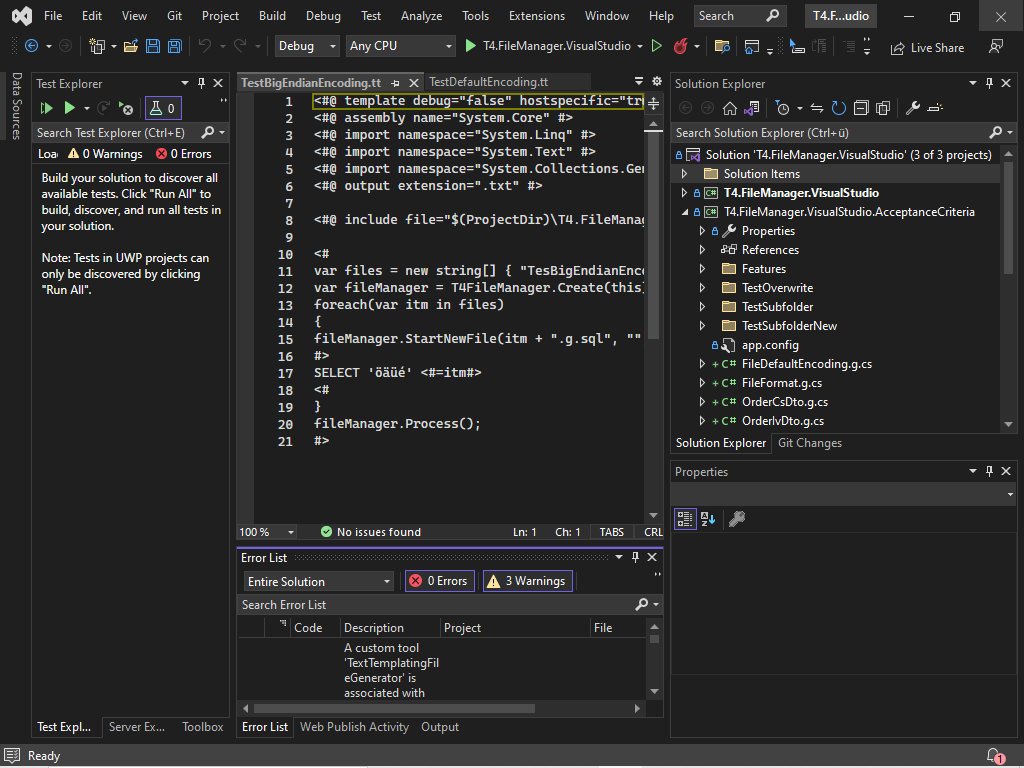 File Edit View Git Project Build Debug Test Analyze Tools Extensions Window Help Search T4.F...udio
Debug Any CPU T4.FileManager.VisualStudio Live Share
Data Sources
Test Explorer
0
Search Test Explorer (Ctrl+E)
Loa 0 Warnings 0 Errors
Build your solution to discover all
available tests. Click "Run All" to
build, discover, and run all tests in
your solution.
Note: Tests in UWP projects can
only be discovered by clicking
"Run All".
Test Expl... Server Ex... Toolbox
TestBigEndianEncoding.tt TestDefaultEncoding.tt
1 <#@ template debug="false" hostspecific="tr
2 <#@ assembly name="System.Core" #>
3 <#@ import namespace="System.Linq" #>
4 <#@ import namespace="System.Text" #>
5 <#@ import namespace="System.Collections.Gen
6 <#@ output extension=".txt" #>
7
8 <#@ include file="$(ProjectDir)\T4.FileManag
9
10 <#
11 var files = new string[] { "TesBigEndianEnco
12 var fileManager = T4FileManager.Create(this)
13 foreach(var itm in files)
14 {
15 fileManager.StartNewFile(itm + ".g.sql", ""
16 #>
17 SELECT 'öäüé' <#=itm#>
18 <#
19 }
20 fileManager.Process();
21 #>
100 % No issues found Ln: 1 Ch: 1 TABS CRL
Error List
Entire Solution 0 Errors 3 Warnings
Search Error List
Code Description Project File
A custom tool
'TextTemplatingFil
eGenerator' is
associated with
Error List Web Publish Activity Output
Solution Explorer
Search Solution Explorer (Ctrl+ü)
Solution 'T4.FileManager.VisualStudio' (3 of 3 projects)
Solution Items
C# T4.FileManager.VisualStudio
C# T4.FileManager.VisualStudio.AcceptanceCriteria
Properties
References
Features
TestOverwrite
TestSubfolder
TestSubfolderNew
app.config
+ C# FileDefaultEncoding.g.cs
+ C# FileFormat.g.cs
+ C# OrderCsDto.g.cs
+ C# OrderIvDto.g.cs
Solution Explorer Git Changes
Properties
Ready 1